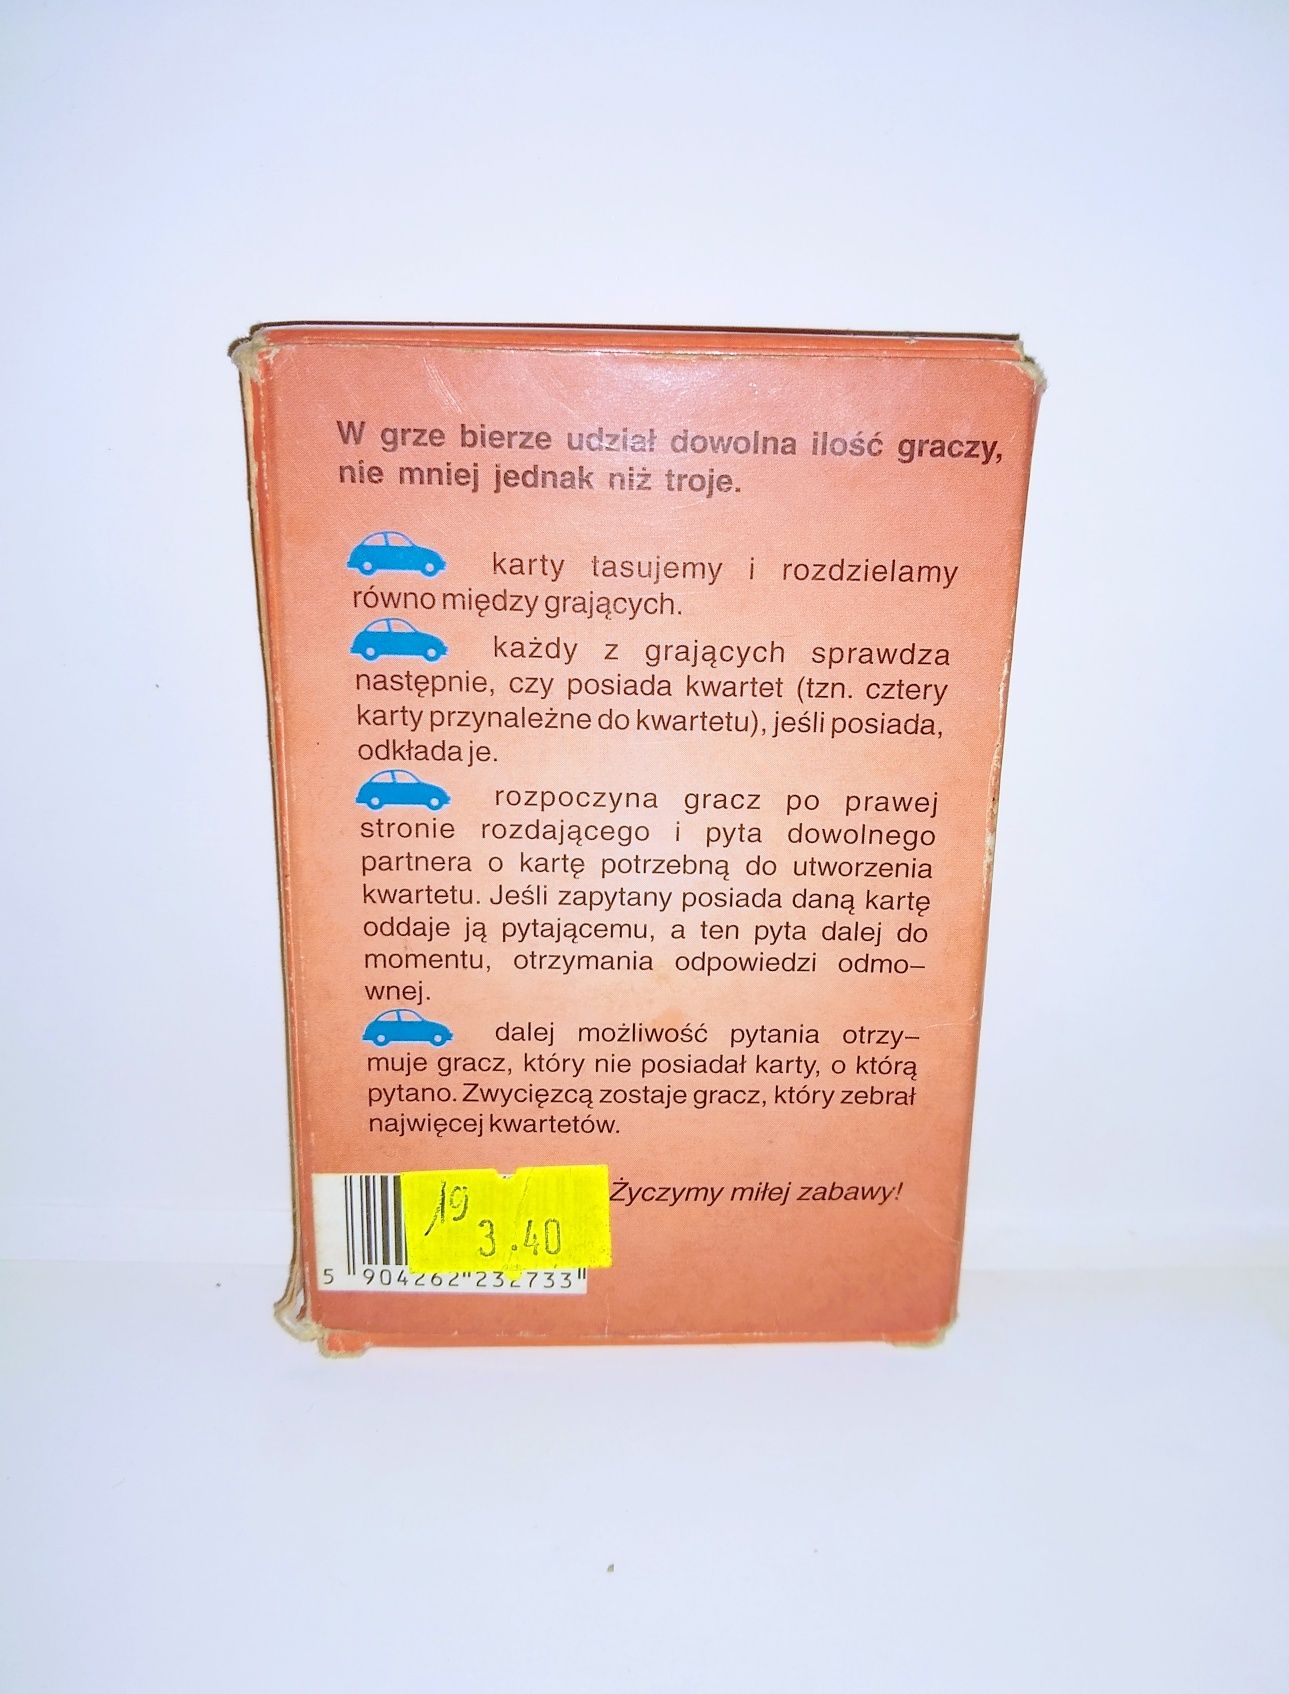 W grze bierze udział dowolna ilość graczy,
nie mniej jednak niż troje.
karty tasujemy i rozdzielamy
równo między grających.
każdy z grających sprawdza
następnie, czy posiada kwartet (tzn. cztery
karty przynależne do kwartetu), jeśli posiada,
odkłada je.
rozpoczyna gracz po prawej
stronie rozdającego i pyta dowolnego
partnera o kartę potrzebną do utworzenia
kwartetu. Jeśli zapytany posiada daną kartę
oddaje ją pytającemu, a ten pyta dalej do
momentu, otrzymania odpowiedzi odmo–
wnej.
dalej możliwość pytania otrzy–
muje gracz, który nie posiadał karty, o którą
pytano. Zwycięzcą zostaje gracz, który zebrał
najwięcej kwartetów.
Życzymy miłej zabawy!
19
3.40
5 904262 232733